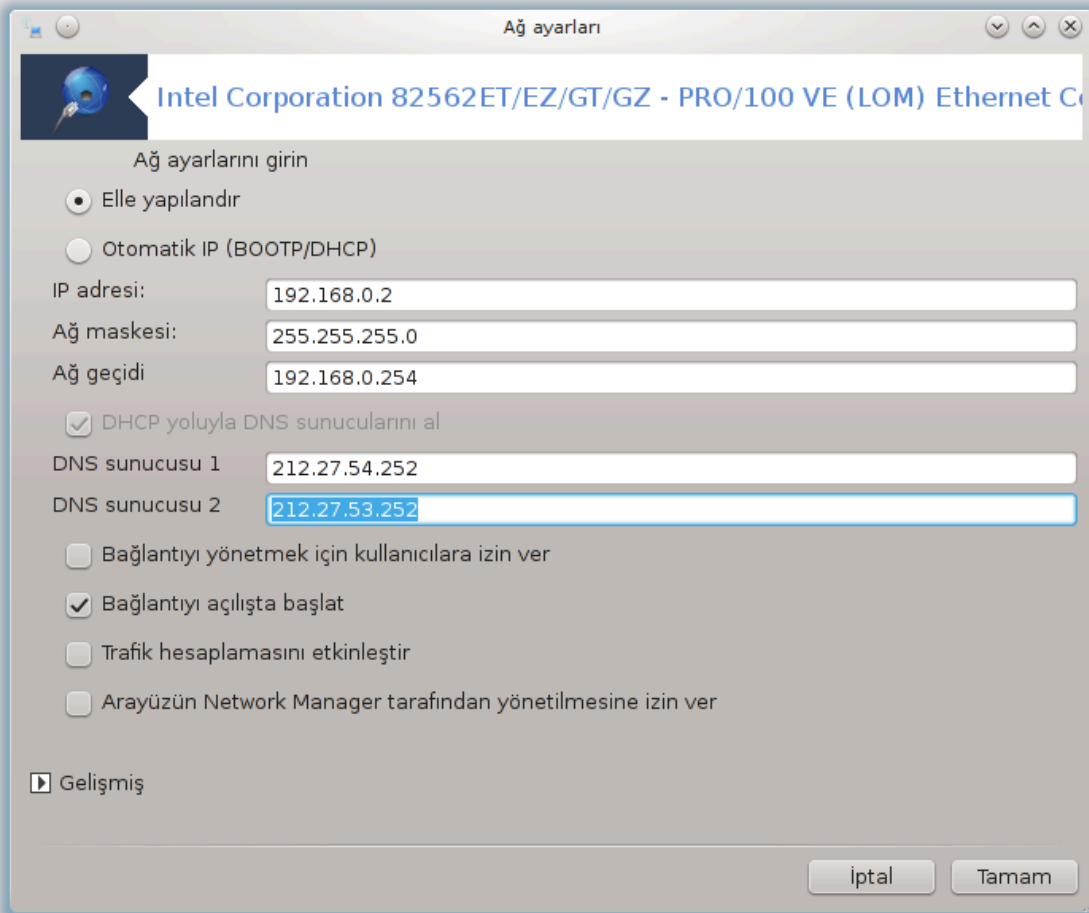 Ağ ayarları
Intel Corporation 82562ET/EZ/GT/GZ - PRO/100 VE (LOM) Ethernet
Ağ ayarlarını girin
Elle yapılandır
Otomatik IP (BOOTP/DHCP)
IP adresi: 192.168.0.2
Ağ maskesi: 255.255.255.0
Ağ geçidi 192.168.0.254
DHCP yoluyla DNS sunucularını al
DNS sunucusu 1 212.27.54.252
DNS sunucusu 2 212.27.53.252
Bağlantıyı yönetmek için kullanıcılara izin ver
Bağlantıyı açılışta başlat
Trafik hesaplamasını etkinleştir
Arayüzün Network Manager tarafından yönetilmesine izin ver
Gelişmiş
İptal Tamam